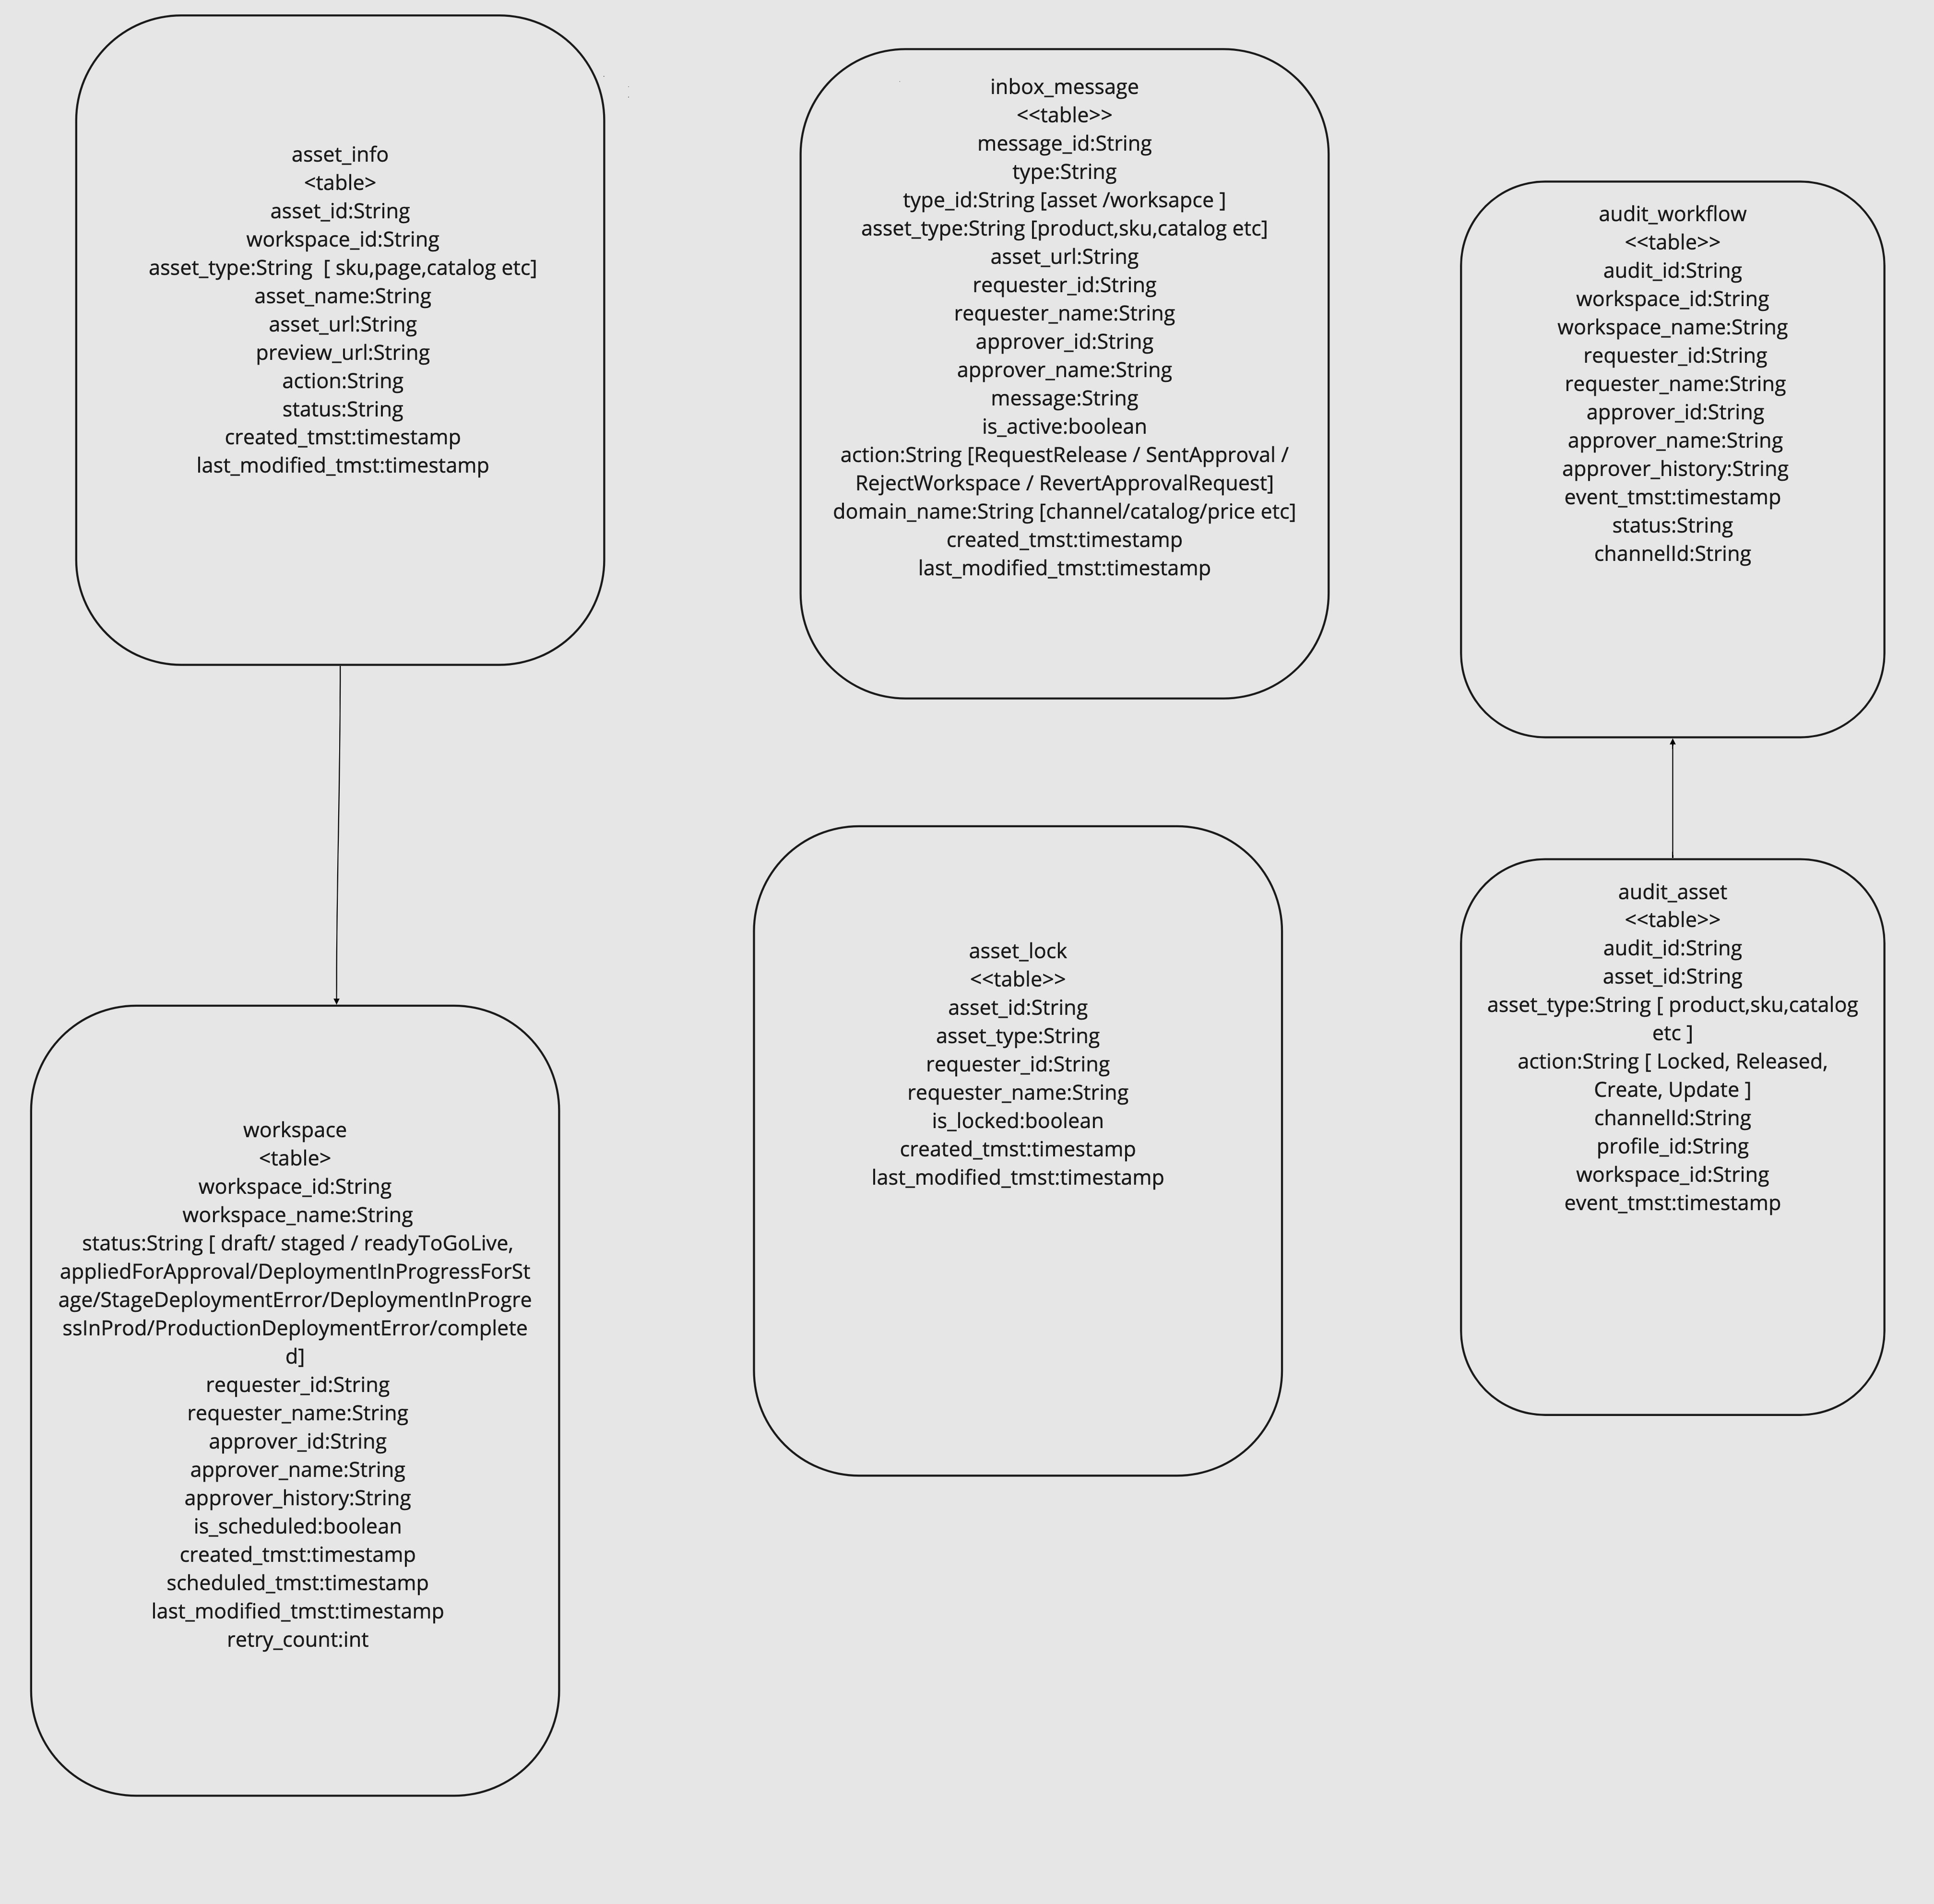 asset_info
<table>
asset_id:String
workspace_id:String
asset_type:String  [ sku,page,catalog etc]
asset_name:String
asset_url:String
preview_url:String
action:String
status:String
created_tmst:timestamp
last_modified_tmst:timestamp
inbox_message
<<table>>
message_id:String
type:String
type_id:String [asset /worksapce ]
asset_type:String [product,sku,catalog etc]
asset_url:String
requester_id:String
requester_name:String
approver_id:String
approver_name:String
message:String
is_active:boolean
action:String [RequestRelease / SentApproval /
RejectWorkspace / RevertApprovalRequest]
domain_name:String [channel/catalog/price etc]
created_tmst:timestamp
last_modified_tmst:timestamp
audit_workflow
<<table>>
audit_id:String
workspace_id:String
workspace_name:String
requester_id:String
requester_name:String
approver_id:String
approver_name:String
approver_history:String
event_tmst:timestamp
status:String
channelId:String
workspace
<table>
workspace_id:String
workspace_name:String
status:String [ draft/ staged / readyToGoLive,
appliedForApproval/DeploymentInProgressForSt
age/StageDeploymentError/DeploymentInProgre
ssInProd/ProductionDeploymentError/complete
d]
requester_id:String
requester_name:String
approver_id:String
approver_name:String
approver_history:String
is_scheduled:boolean
created_tmst:timestamp
scheduled_tmst:timestamp
last_modified_tmst:timestamp
retry_count:int
asset_lock
<<table>>
asset_id:String
asset_type:String
requester_id:String
requester_name:String
is_locked:boolean
created_tmst:timestamp
last_modified_tmst:timestamp
audit_asset
<<table>>
audit_id:String
asset_id:String
asset_type:String [ product,sku,catalog
etc ]
action:String [ Locked, Released,
Create, Update ]
channelId:String
profile_id:String
workspace_id:String
event_tmst:timestamp